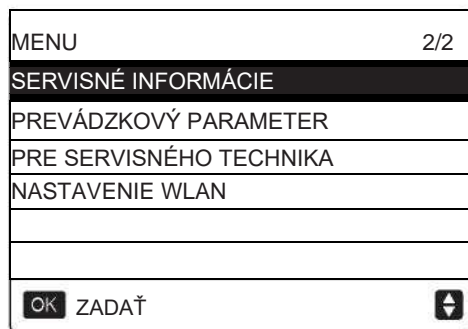 MENU 2/2
SERVISNÉ INFORMÁCIE
PREVÁDZKOVÝ PARAMETER
PRE SERVISNÉHO TECHNIKA
NASTAVENIE WLAN
OK ZADAŤ